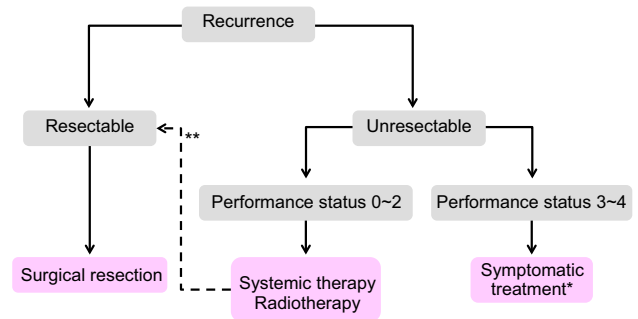 Recurrence
Resectable
**
Unresectable
Performance status 0~2
Performance status 3~4
Surgical resection
Systemic therapy
Radiotherapy
Symptomatic
treatment*